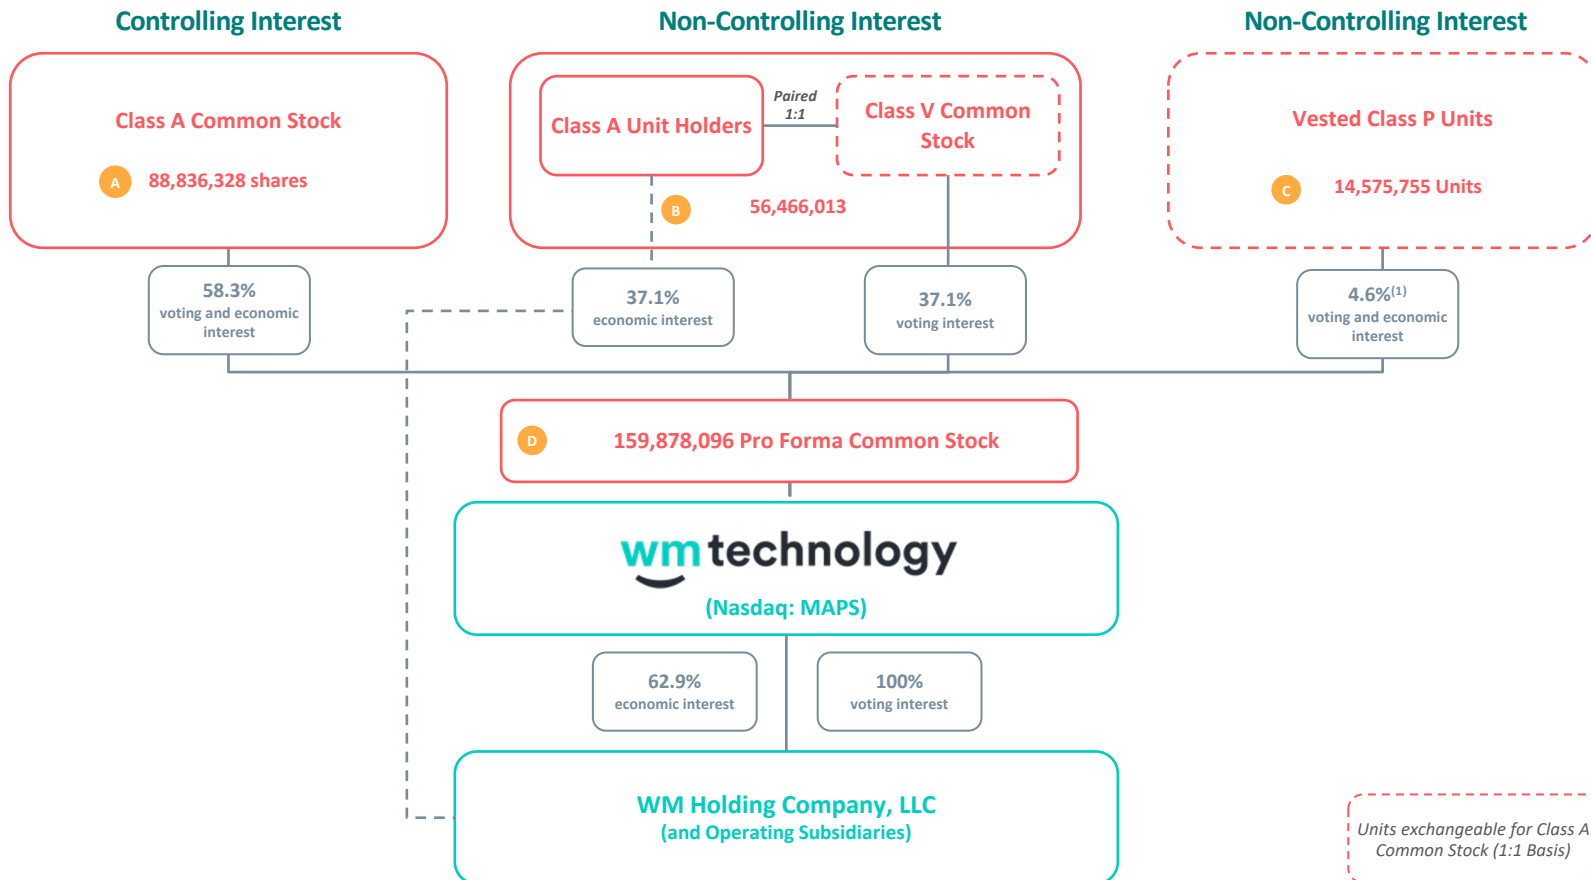 Controlling Interest
Non-Controlling Interest
Non-Controlling Interest
Class A Common Stock
A 88,836,328 shares
Class A Unit Holders
Paired
1:1
Class V Common
Stock
B 56,466,013
Vested Class P Units
C 14,575,755 Units
58.3%
voting and economic
interest
37.1%
economic interest
37.1%
voting interest
4.6%(1)
voting and economic
interest
D 159,878,096 Pro Forma Common Stock
wm technology
(Nasdaq: MAPS)
62.9%
economic interest
100%
voting interest
WM Holding Company, LLC
(and Operating Subsidiaries)
Units exchangeable for Class A
Common Stock (1:1 Basis)